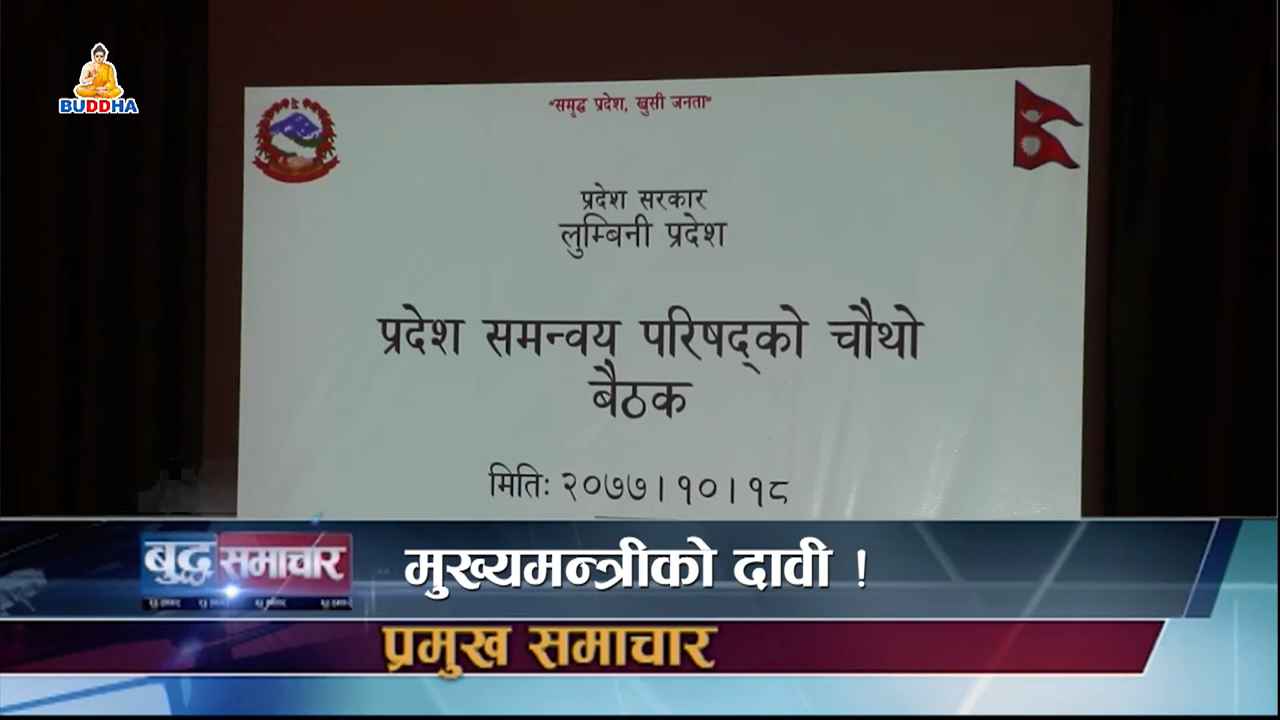 BUDDHA
"समृद्ध प्रदेश, खुसी जनता"
प्रदेश सरकार
लुम्बिनी प्रदेश
प्रदेश समन्वय परिषद्को चौथो
बैठक
मितिः २०७७।१०।१८
बुद्ध समाचार
मुख्यमन्त्रीको दावी !
प्रमुख समाचार